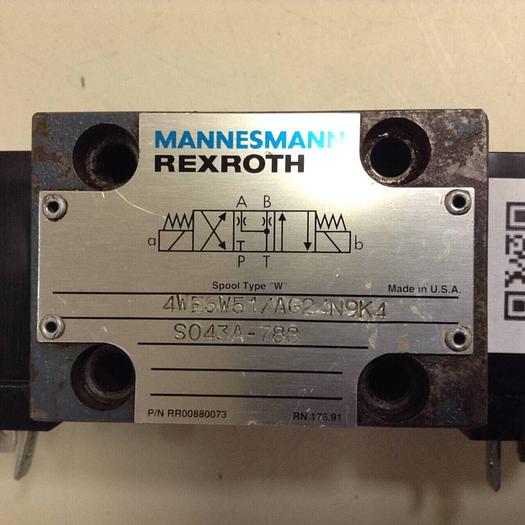 MANNESMANN
REXROTH
A B
a b
T
P T
Spool Type "W" Made in U.S.A.
4WE6W51/AG24N9K4
S043A-788
P/N RR00880073 RN 176.91